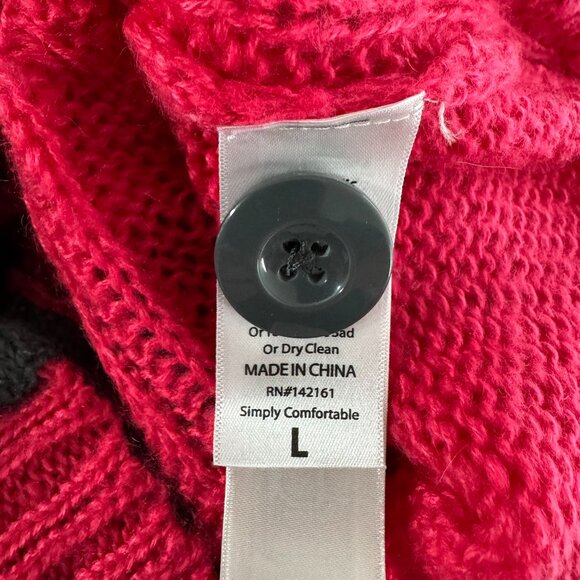 Or Dry Clean
MADE IN CHINA
RN#142161
Simply Comfortable
L